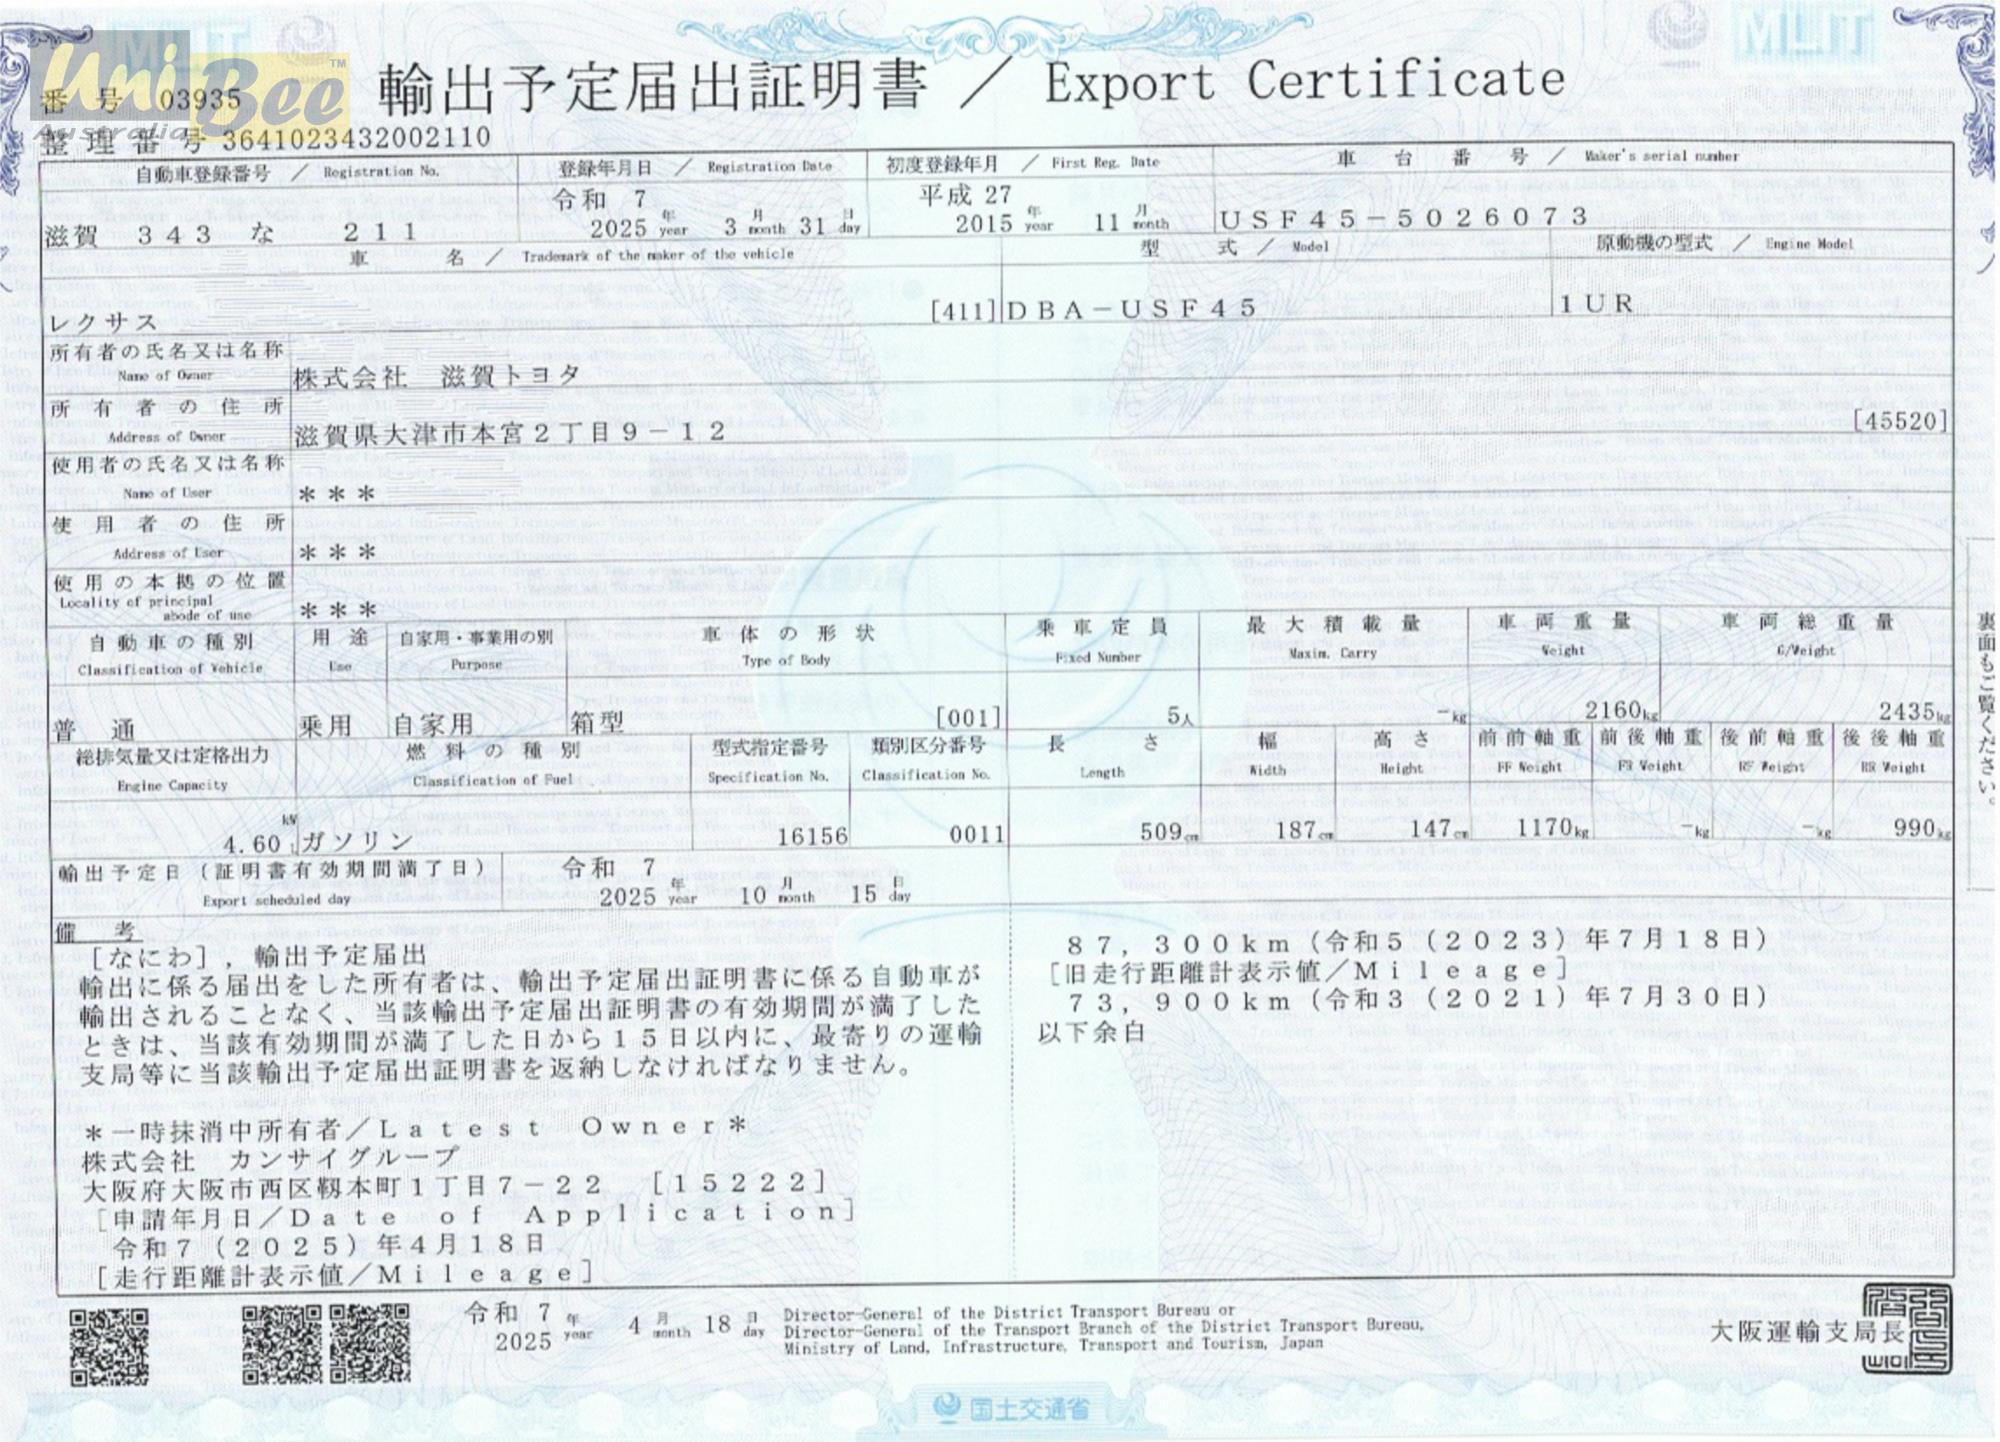 MLIT
MLIT
UniBee™
Australia
輸出予定届出証明書 ／ Export Certificate
番 号 03935
整理番号 3641023432002110
自動車登録番号 ／ Registration No.
登録年月日 ／ Registration Date
初度登録年月 ／ First Reg. Date
車 台 番 号 ／ Maker's serial number
滋賀 343 な 211
令和 7
2025 年 year 3 月 month 31 日 day
平成 27
2015 年 year 11 月 month
USF45-5026073
車 名 ／ Trademark of the maker of the vehicle
型 式 ／ Model
原動機の型式 ／ Engine Model
レクサス [411]
DBA-USF45
1UR
所有者の氏名又は名称
Name of Owner
株式会社 滋賀トヨタ
所有者の住所
Address of Owner
滋賀県大津市本宮2丁目9-12 [45520]
使用者の氏名又は名称
Name of User
＊＊＊
使用者の住所
Address of User
＊＊＊
使用の本拠の位置
Locality of principal
abode of use
＊＊＊
自動車の種別
Classification of Vehicle
用途
Use
自家用・事業用の別
Purpose
車体の形状
Type of Body
乗車定員
Fixed Number
最大積載量
Maxim. Carry
車両重量
Weight
車両総重量
G/Weight
普通 乗用 自家用 箱型 [001] 5人 -kg 2160kg 2435kg
総排気量又は定格出力
Engine Capacity
燃料の種別
Classification of Fuel
型式指定番号
Specification No.
類別区分番号
Classification No.
長さ
Length
幅
Width
高さ
Height
前前軸重
FF Weight
前後軸重
FR Weight
後前軸重
RF Weight
後後軸重
RR Weight
kW
4.60 L ガソリン 16156 0011 509cm 187cm 147cm 1170kg -kg -kg 990kg
輸出予定日（証明書有効期間満了日）
Export scheduled day
令和 7
2025 年 year 10 月 month 15 日 day
備 考
[なにわ]，輸出予定届出
輸出に係る届出をした所有者は、輸出予定届出証明書に係る自動車が
輸出されることなく、当該輸出予定届出証明書の有効期間が満了した
ときは、当該有効期間が満了した日から15日以内に、最寄りの運輸
支局等に当該輸出予定届出証明書を返納しなければなりません。
＊一時抹消中所有者／Latest Owner＊
株式会社 カンサイグループ
大阪府大阪市西区靱本町1丁目7-22 [15222]
[申請年月日／Date of Application]
令和7（2025）年4月18日
[走行距離計表示値／Mileage]
87,300km（令和5（2023）年7月18日）
[旧走行距離計表示値／Mileage]
73,900km（令和3（2021）年7月30日）
以下余白
裏面もご覧ください。
令和 7
2025 年 year 4 月 month 18 日 day
Director-General of the District Transport Bureau or
Director-General of the Transport Branch of the District Transport Bureau,
Ministry of Land, Infrastructure, Transport and Tourism, Japan
大阪運輸支局長
国土交通省